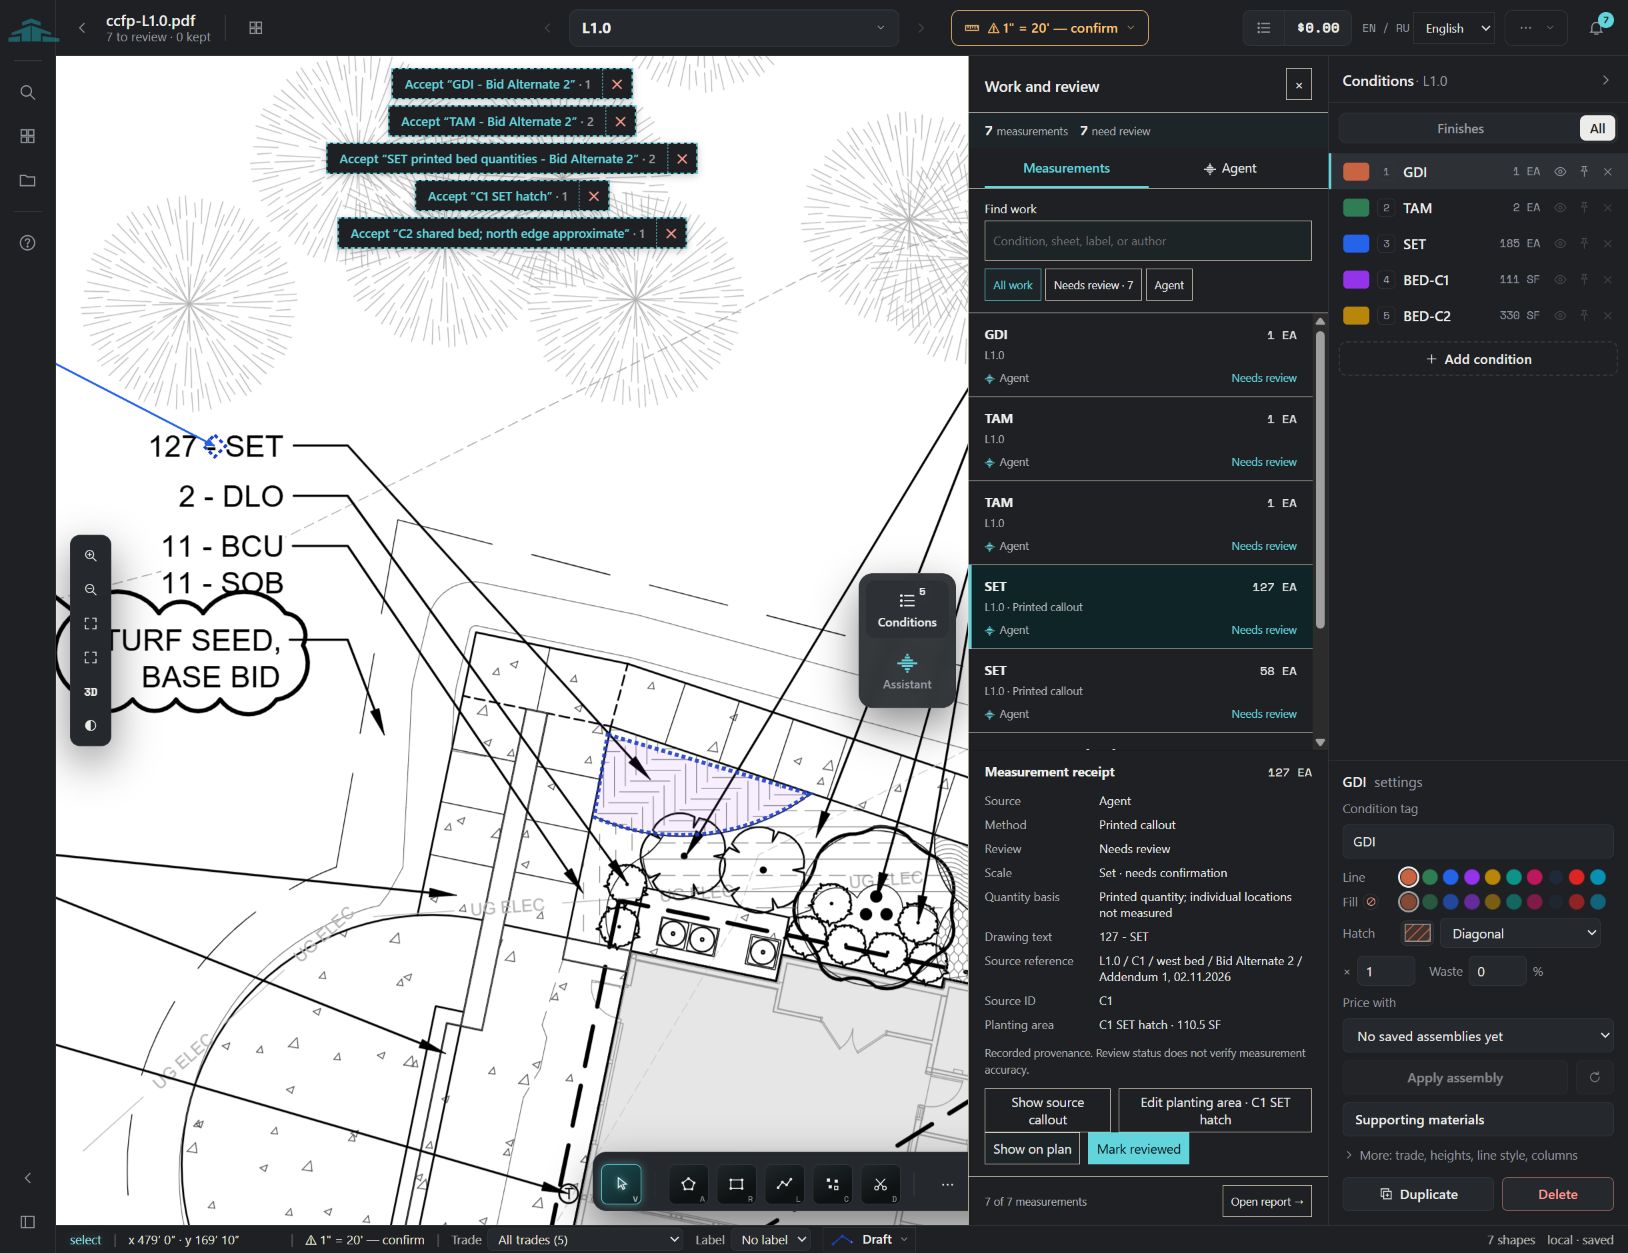 ccfp-L1.0.pdf
7 to review · 0 kept
L1.0
1" = 20' — confirm
$0.00
EN / RU
English
7
Accept “GDI - Bid Alternate 2” · 1
Accept “TAM - Bid Alternate 2” · 2
Accept “SET printed bed quantities - Bid Alternate 2” · 2
Accept “C1 SET hatch” · 1
Accept “C2 shared bed; north edge approximate” · 1
127 - SET
2 - DLO
11 - BCU
11 - SOB
TURF SEED,
BASE BID
3D
UG ELEC
UG ELEC
UG ELEC
UG ELEC
UG ELEC
T
5
Conditions
Assistant
V
A
R
L
C
D
Work and review
7 measurements 7 need review
Measurements
Agent
Find work
Condition, sheet, label, or author
All work
Needs review · 7
Agent
GDI 1 EA
L1.0
Agent Needs review
TAM 1 EA
L1.0
Agent Needs review
TAM 1 EA
L1.0
Agent Needs review
SET 127 EA
L1.0 · Printed callout
Agent Needs review
SET 58 EA
L1.0 · Printed callout
Agent Needs review
Measurement receipt 127 EA
Source Agent
Method Printed callout
Review Needs review
Scale Set · needs confirmation
Quantity basis Printed quantity; individual locations
not measured
Drawing text 127 - SET
Source reference L1.0 / C1 / west bed / Bid Alternate 2 /
Addendum 1, 02.11.2026
Source ID C1
Planting area C1 SET hatch · 110.5 SF
Recorded provenance. Review status does not verify measurement
accuracy.
Show source
callout
Edit planting area · C1 SET
hatch
Show on plan
Mark reviewed
7 of 7 measurements
Open report →
Conditions · L1.0
Finishes
All
1 GDI 1 EA
2 TAM 2 EA
3 SET 185 EA
4 BED-C1 111 SF
5 BED-C2 330 SF
+ Add condition
GDI settings
Condition tag
GDI
Line
Fill
Hatch Diagonal
× 1 Waste 0 %
Price with
No saved assemblies yet
Apply assembly
Supporting materials
More: trade, heights, line style, columns
Duplicate
Delete
select
x 479' 0" · y 169' 10"
1" = 20' — confirm
Trade All trades (5)
Label No label
Draft
7 shapes local · saved